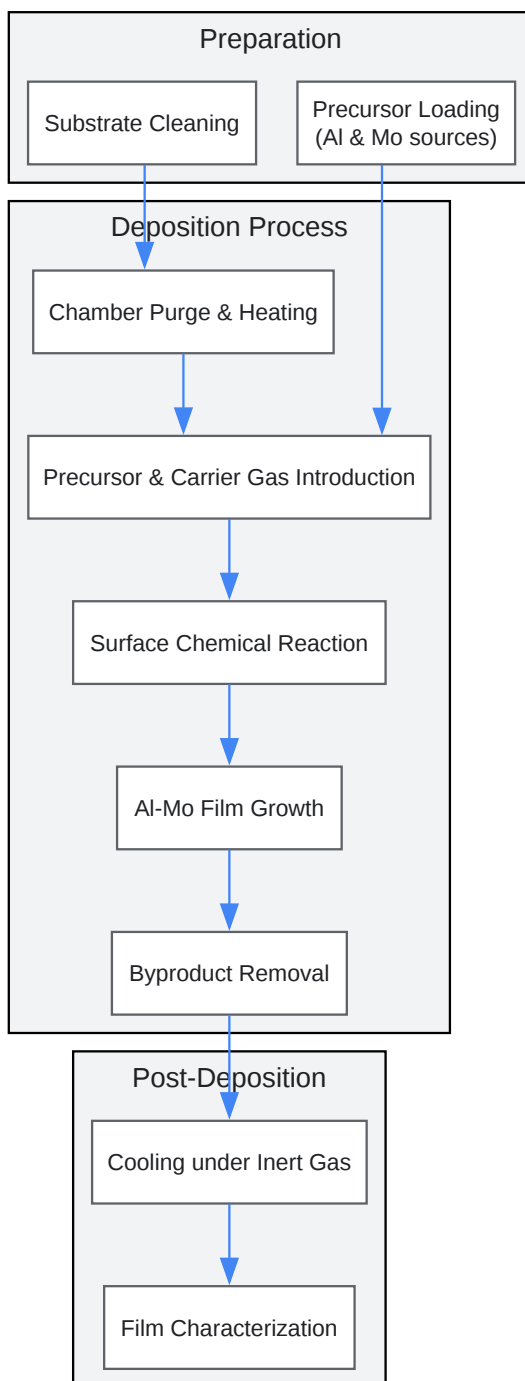 Preparation
Substrate Cleaning
Precursor Loading
(Al & Mo sources)
Deposition Process
Chamber Purge & Heating
Precursor & Carrier Gas Introduction
Surface Chemical Reaction
Al-Mo Film Growth
Byproduct Removal
Post-Deposition
Cooling under Inert Gas
Film Characterization